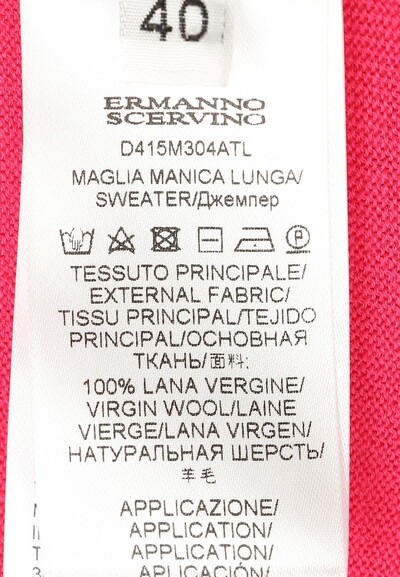 40
ERMANNO
SCERVINO
D415M304ATL
MAGLIA MANICA LUNGA/
SWEATER/Джемпер
TESSUTO PRINCIPALE/
EXTERNAL FABRIC/
TISSU PRINCIPAL/TEJIDO
PRINCIPAL/ОСНОВНАЯ
ТКАНЬ/面料:
100% LANA VERGINE/
VIRGIN WOOL/LAINE
VIERGE/LANA VIRGEN/
НАТУРАЛЬНАЯ ШЕРСТЬ/
羊毛
APPLICAZIONE/
APPLICATION/
APPLICATION/
APLICACIÓN/